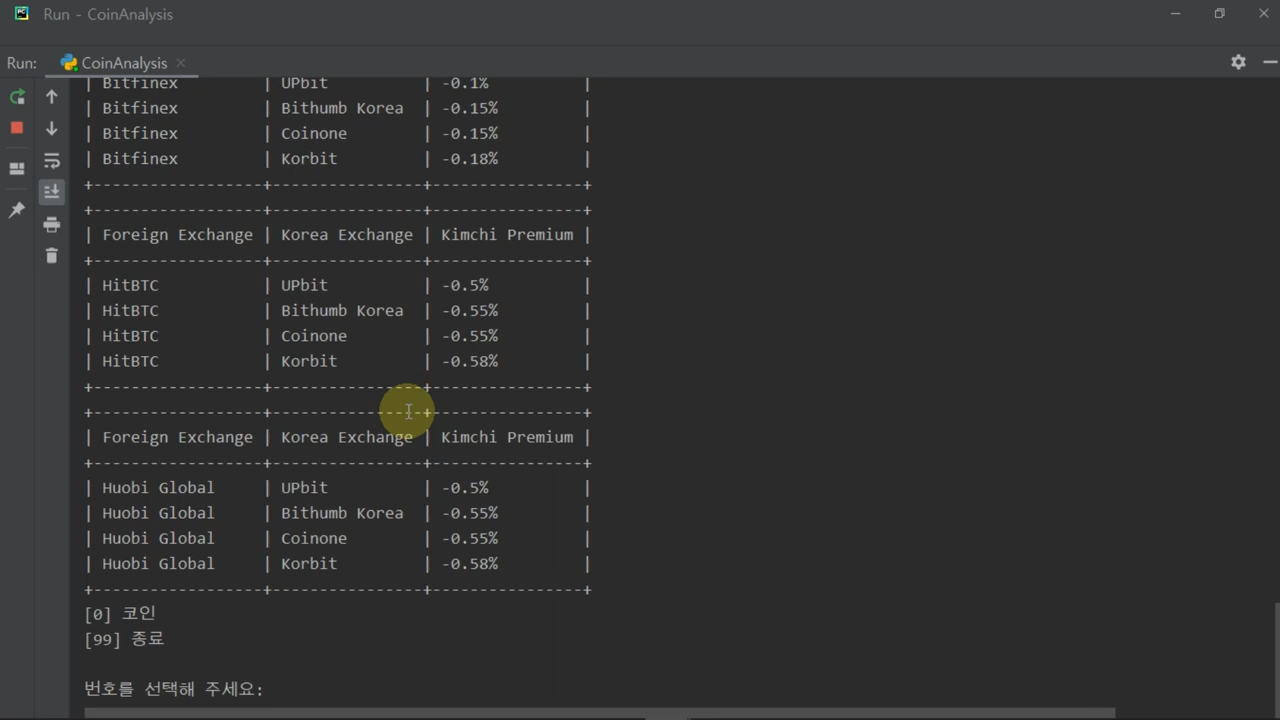 Run - CoinAnalysis
Run: CoinAnalysis
| Bitfinex | UPbit | -0.1% |
| Bitfinex | Bithumb Korea | -0.15% |
| Bitfinex | Coinone | -0.15% |
| Bitfinex | Korbit | -0.18% |
+-------------------+----------------+----------------+
+-------------------+----------------+----------------+
| Foreign Exchange | Korea Exchange | Kimchi Premium |
+-------------------+----------------+----------------+
| HitBTC | UPbit | -0.5% |
| HitBTC | Bithumb Korea | -0.55% |
| HitBTC | Coinone | -0.55% |
| HitBTC | Korbit | -0.58% |
+-------------------+----------------+----------------+
+-------------------+----------------+----------------+
| Foreign Exchange | Korea Exchange | Kimchi Premium |
+-------------------+----------------+----------------+
| Huobi Global | UPbit | -0.5% |
| Huobi Global | Bithumb Korea | -0.55% |
| Huobi Global | Coinone | -0.55% |
| Huobi Global | Korbit | -0.58% |
+-------------------+----------------+----------------+
[0] 코인
[99] 종료
번호를 선택해 주세요: